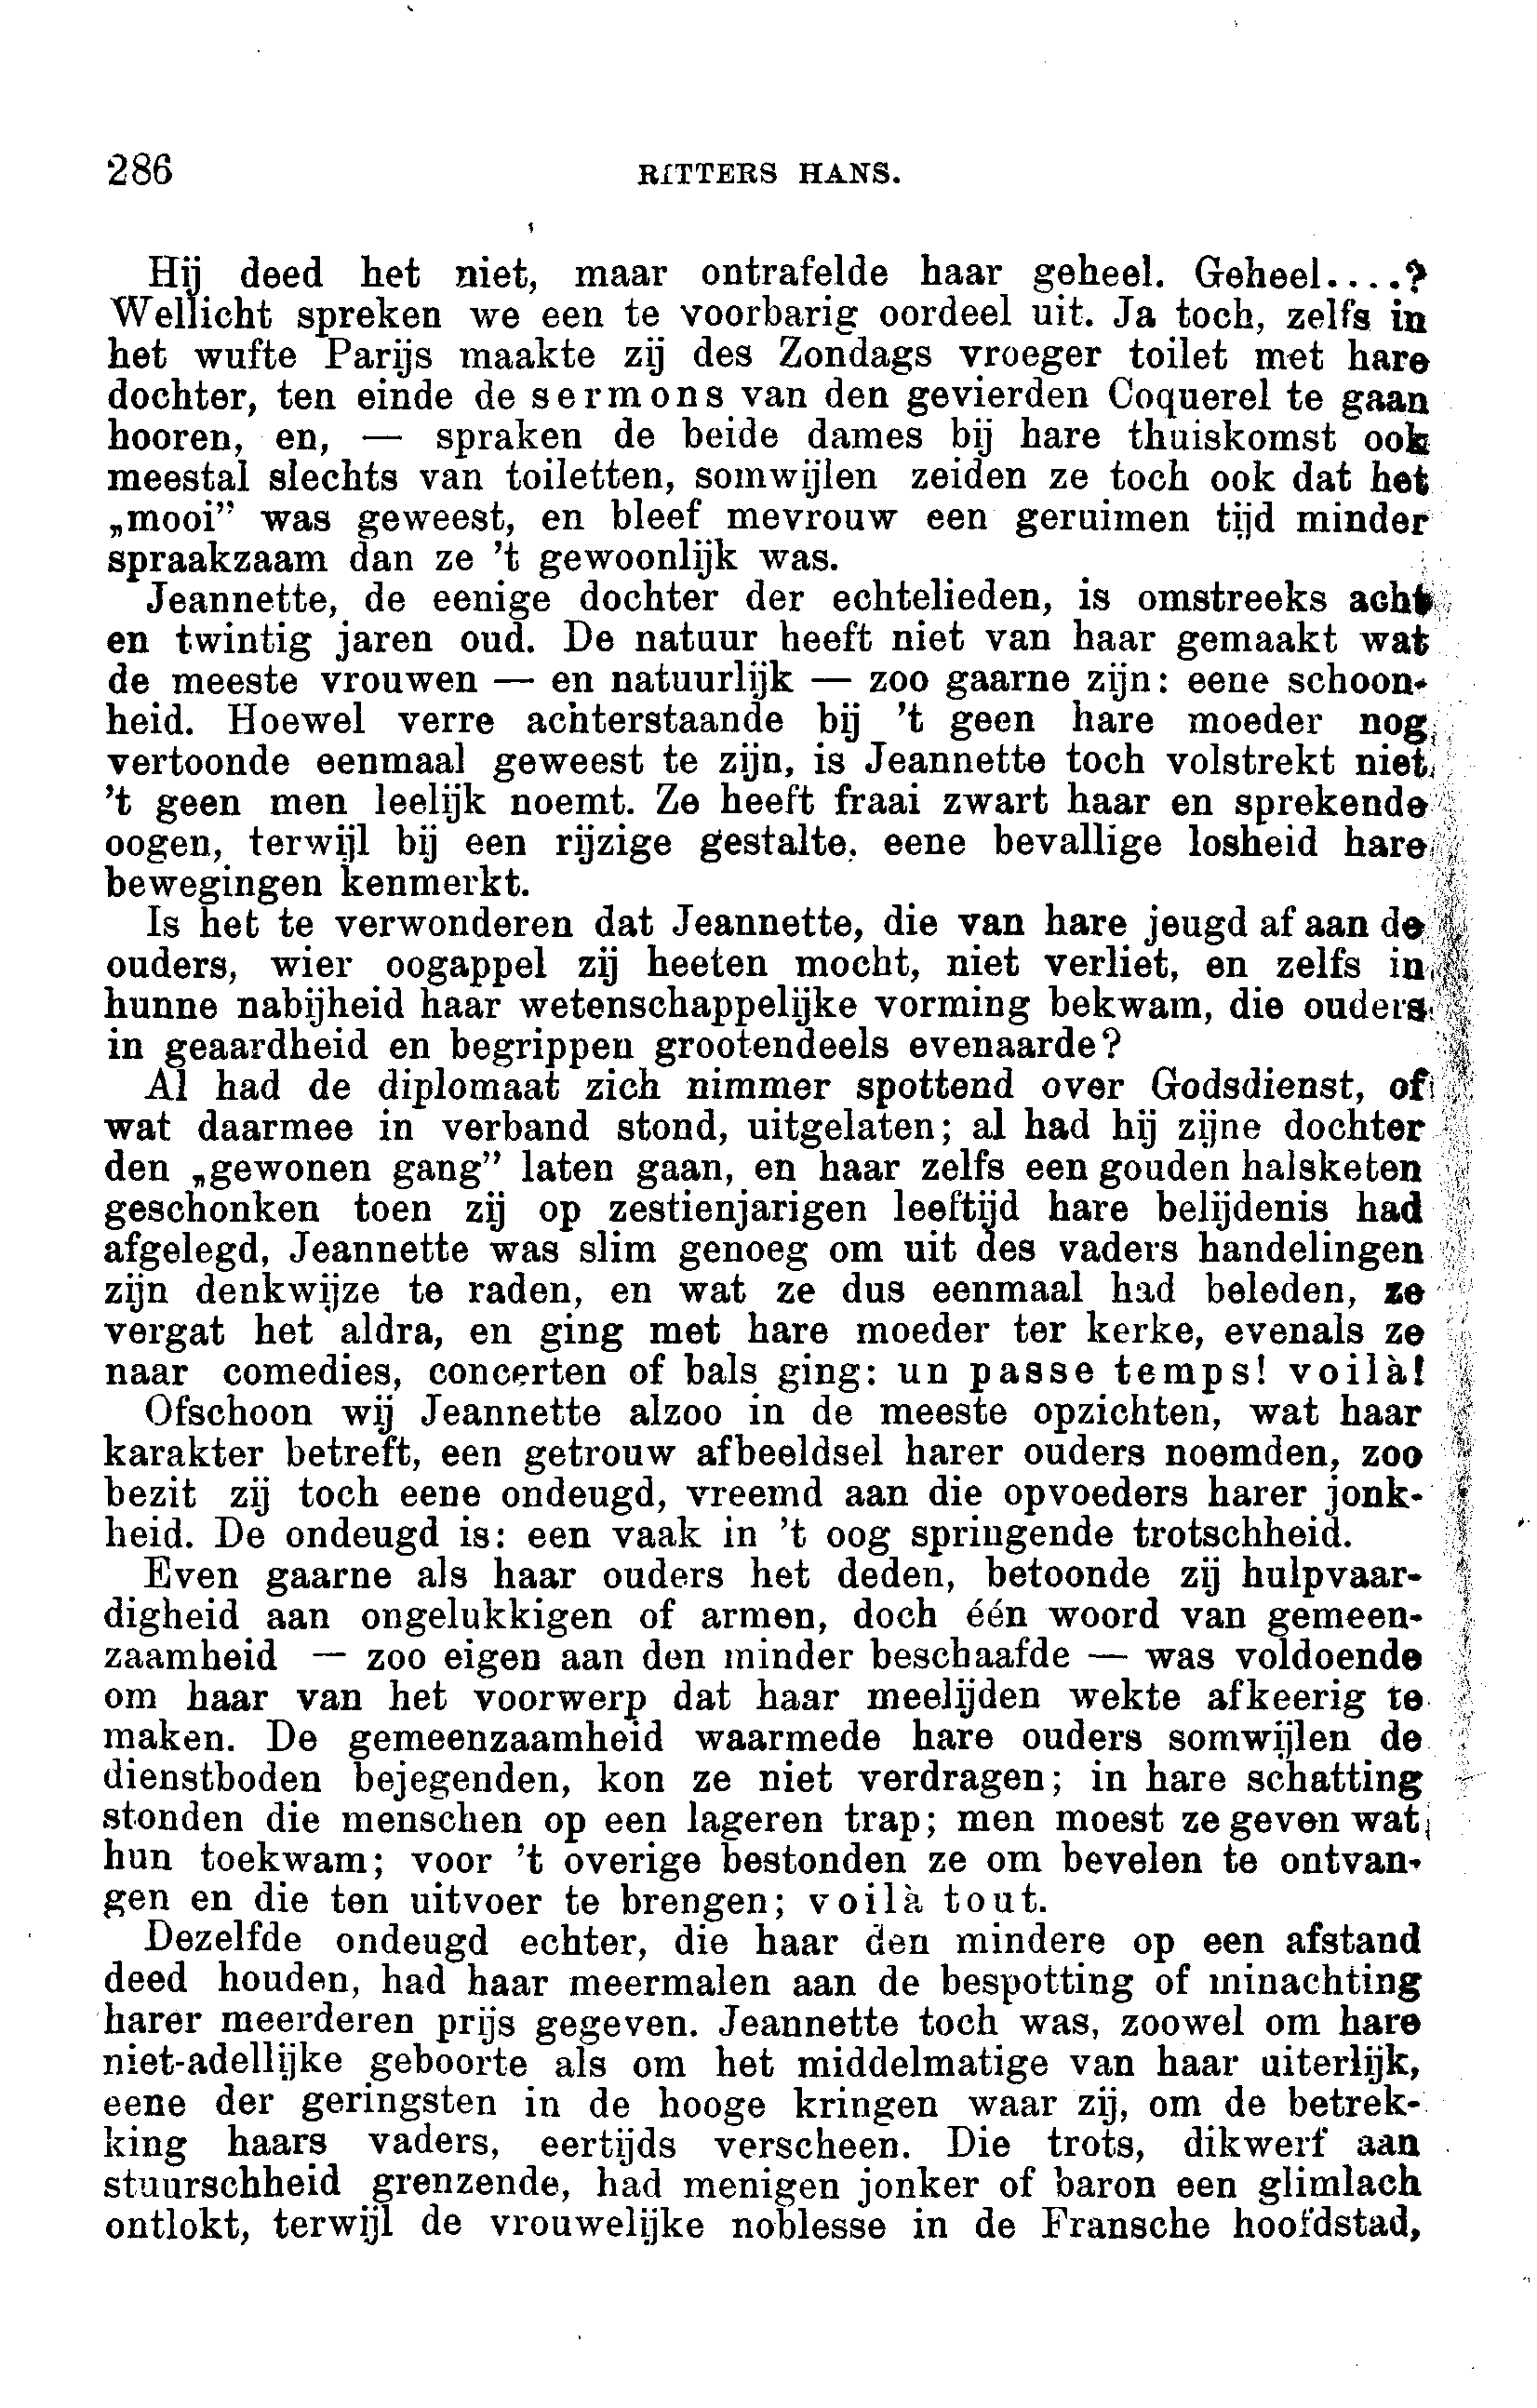 286 RITTERS HANS.
Hij deed het niet, maar ontrafelde haar geheel. Geheel....?
Wellicht spreken we een te voorbarig oordeel uit. Ja toch, zelfs in
het wufte Parijs maakte zij des Zondags vroeger toilet met hare
dochter, ten einde de sermons van den gevierden Coquerel te gaan
hooren, en, — spraken de beide dames bij hare thuiskomst ook
meestal slechts van toiletten, somwijlen zeiden ze toch ook dat het
„mooi” was geweest, en bleef mevrouw een geruimen tijd minder
spraakzaam dan ze 't gewoonlijk was.
Jeannette, de eenige dochter der echtelieden, is omstreeks acht
en twintig jaren oud. De natuur heeft niet van haar gemaakt wat
de meeste vrouwen — en natuurlijk — zoo gaarne zijn: eene schoon-
heid. Hoewel verre achterstaande bij 't geen hare moeder nog
vertoonde eenmaal geweest te zijn, is Jeannette toch volstrekt niet
't geen men leelijk noemt. Ze heeft fraai zwart haar en sprekende
oogen, terwijl bij een rijzige gestalte, eene bevallige losheid hare
bewegingen kenmerkt.
Is het te verwonderen dat Jeannette, die van hare jeugd af aan de
ouders, wier oogappel zij heeten mocht, niet verliet, en zelfs in
hunne nabijheid haar wetenschappelijke vorming bekwam, die ouders
in geaardheid en begrippen grootendeels evenaarde?
Al had de diplomaat zich nimmer spottend over Godsdienst, of
wat daarmee in verband stond, uitgelaten; al had hij zijne dochter
den „gewonen gang” laten gaan, en haar zelfs een gouden halsketen
geschonken toen zij op zestienjarigen leeftijd hare belijdenis had
afgelegd, Jeannette was slim genoeg om uit des vaders handelingen
zijn denkwijze te raden, en wat ze dus eenmaal had beleden, ze
vergat het aldra, en ging met hare moeder ter kerke, evenals ze
naar comedies, concerten of bals ging: un passe temps! voilà!
Ofschoon wij Jeannette alzoo in de meeste opzichten, wat haar
karakter betreft, een getrouw afbeeldsel harer ouders noemden, zoo
bezit zij toch eene ondeugd, vreemd aan die opvoeders harer jonk-
heid. De ondeugd is: een vaak in 't oog springende trotschheid.
Even gaarne als haar ouders het deden, betoonde zij hulpvaar-
digheid aan ongelukkigen of armen, doch één woord van gemeen-
zaamheid — zoo eigen aan den minder beschaafde — was voldoende
om haar van het voorwerp dat haar meelijden wekte afkeerig te
maken. De gemeenzaamheid waarmede hare ouders somwijlen de
dienstboden bejegenden, kon ze niet verdragen; in hare schatting
stonden die menschen op een lageren trap; men moest ze geven wat
hun toekwam; voor 't overige bestonden ze om bevelen te ontvan-
gen en die ten uitvoer te brengen; voilà tout.
Dezelfde ondeugd echter, die haar den mindere op een afstand
deed houden, had haar meermalen aan de bespotting of minachting
harer meerderen prijs gegeven. Jeannette toch was, zoowel om hare
niet-adellijke geboorte als om het middelmatige van haar uiterlijk,
eene der geringsten in de hooge kringen waar zij, om de betrek-
king haars vaders, eertijds verscheen. Die trots, dikwerf aan
stuurschheid grenzende, had menigen jonker of baron een glimlach
ontlokt, terwijl de vrouwelijke noblesse in de Fransche hoofdstad,